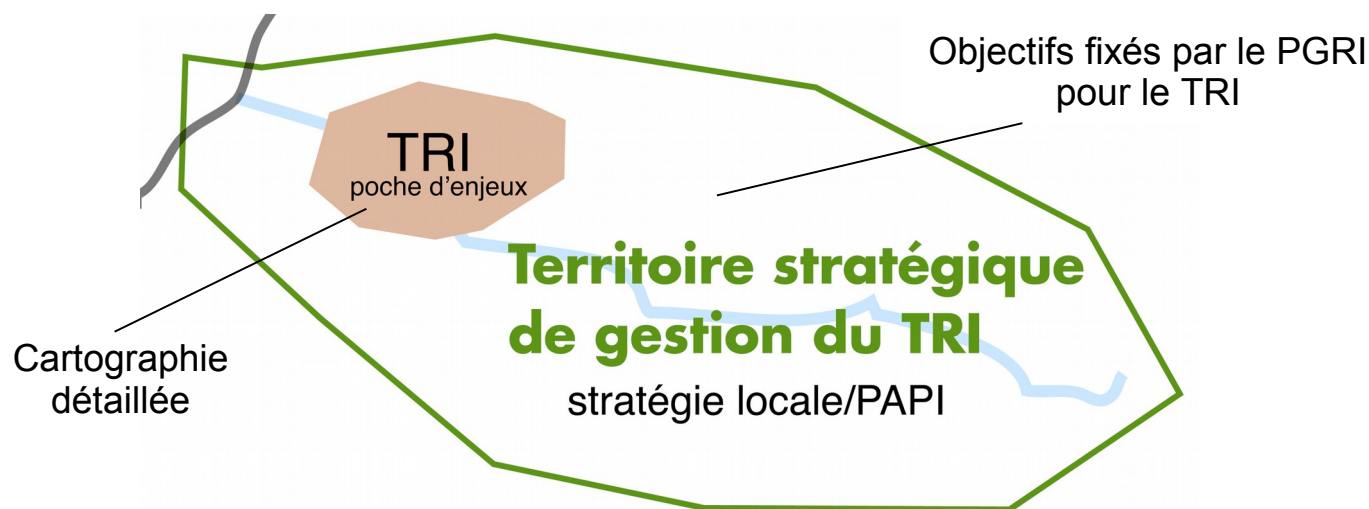 Objectifs fixés par le PGRI
pour le TRI
TRI
poche d'enjeux
Territoire stratégique
de gestion du TRI
stratégie locale/PAPI
Cartographie
détaillée